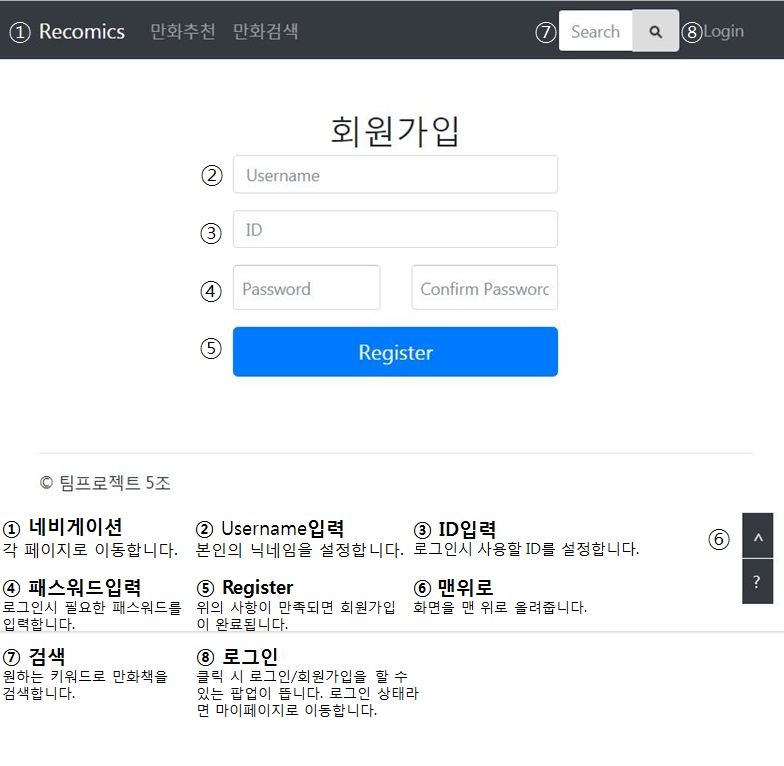 ① Recomics 만화추천 만화검색 ⑦ Search ⑧ Login
회원가입
② Username
③ ID
④ Password Confirm Password
⑤ Register
© 팀프로젝트 5조
① 네비게이션
각 페이지로 이동합니다.
② Username입력
본인의 닉네임을 설정합니다.
③ ID입력
로그인시 사용할 ID를 설정합니다.
⑥ ^
?
④ 패스워드입력
로그인시 필요한 패스워드를
입력합니다.
⑤ Register
위의 사항이 만족되면 회원가입
이 완료됩니다.
⑥ 맨위로
화면을 맨 위로 올려줍니다.
⑦ 검색
원하는 키워드로 만화책을
검색합니다.
⑧ 로그인
클릭 시 로그인/회원가입을 할 수
있는 팝업이 뜹니다. 로그인 상태라
면 마이페이지로 이동합니다.